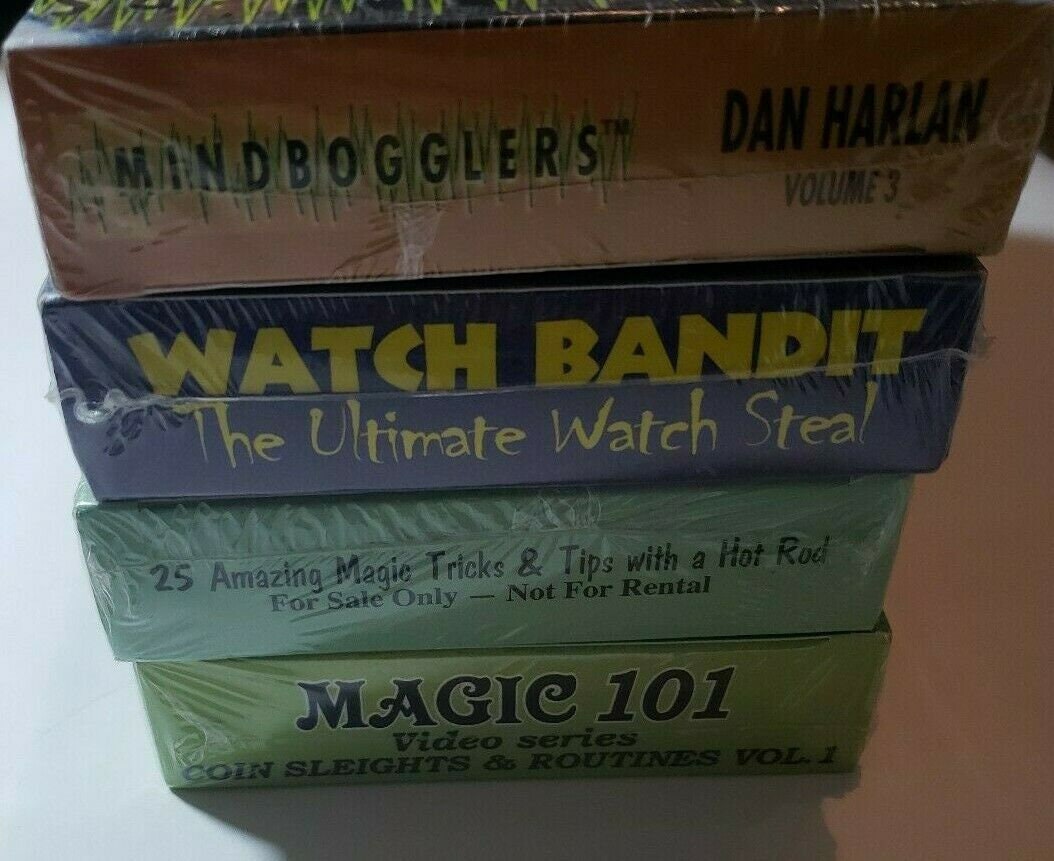 MINDBOGGLERS™
DAN HARLAN
VOLUME 3
WATCH BANDIT
The Ultimate Watch Steal
25 Amazing Magic Tricks & Tips with a Hot Rod
For Sale Only — Not For Rental
MAGIC 101
Video series
COIN SLEIGHTS & ROUTINES VOL. 1